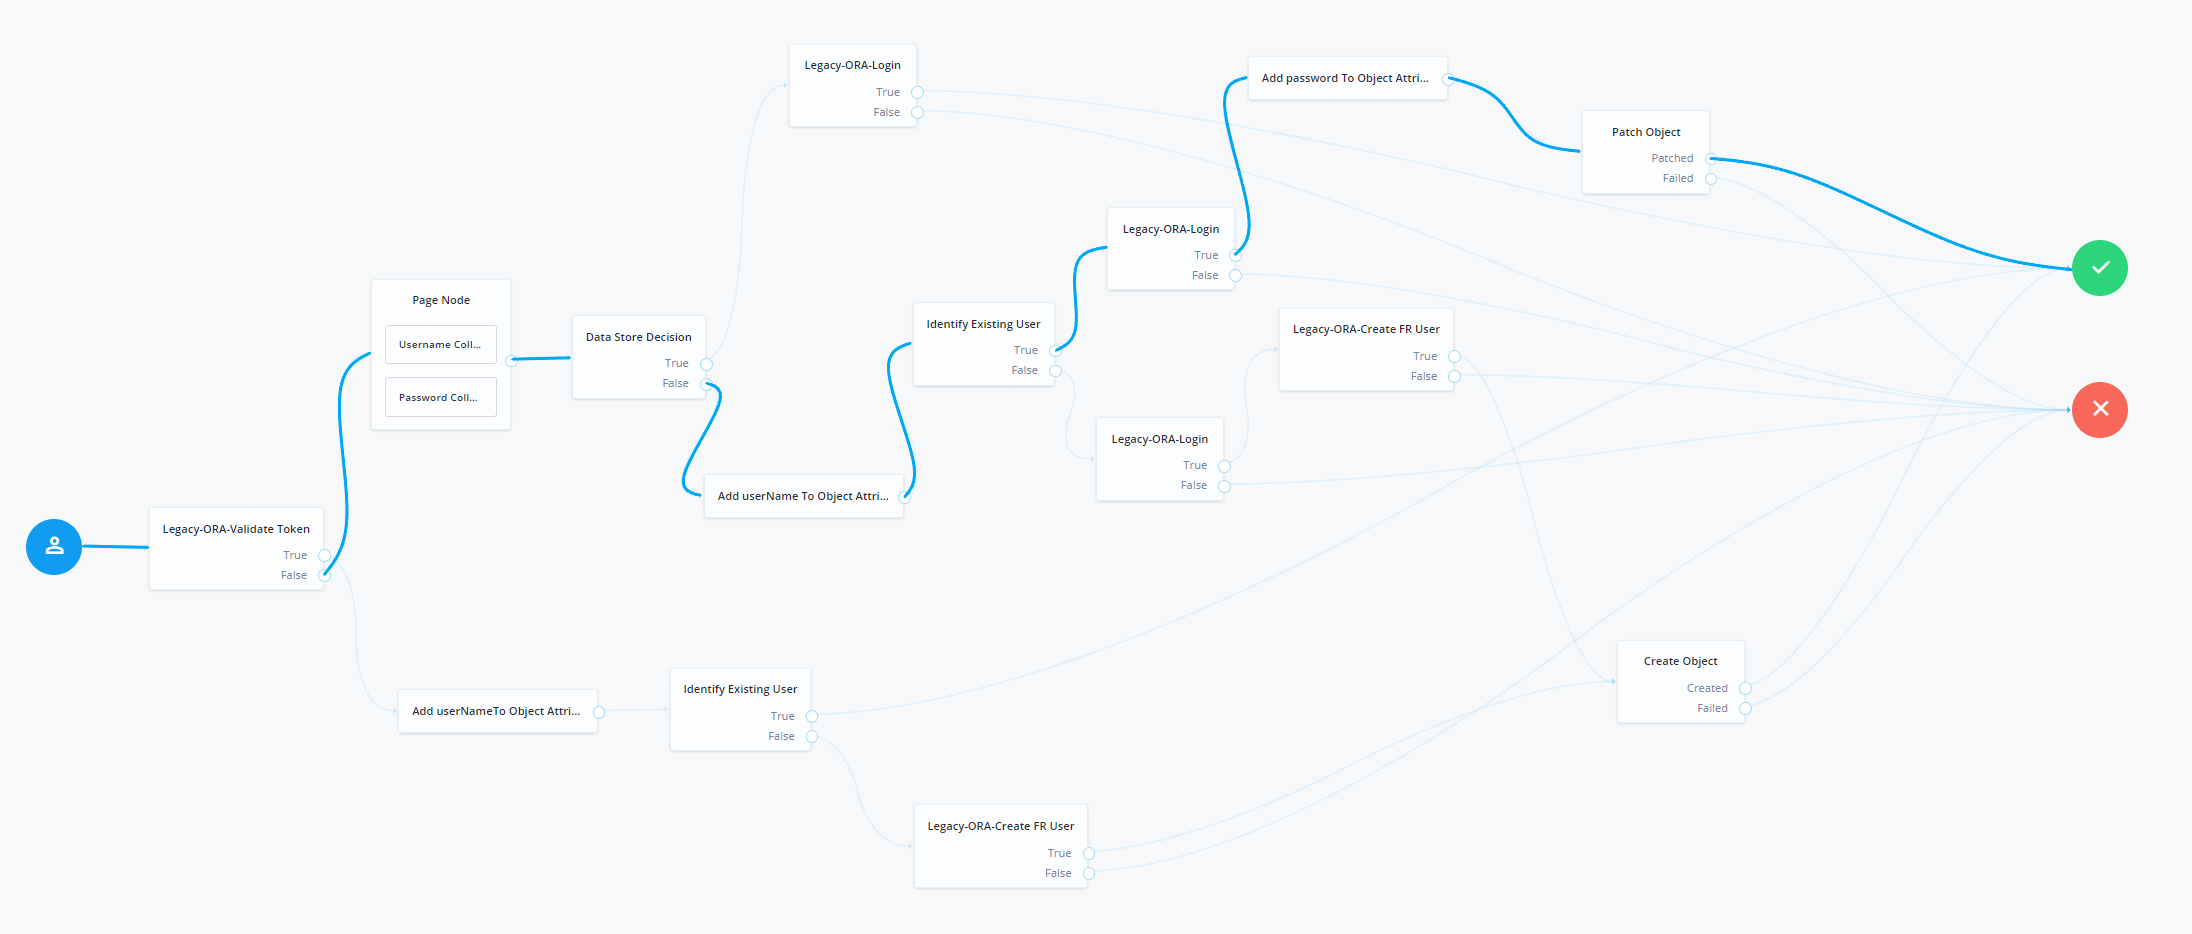 Legacy-ORA-Validate Token
True
False
Page Node
Username Coll...
Password Coll...
Data Store Decision
True
False
Legacy-ORA-Login
True
False
Add userName To Object Attri...
Identify Existing User
True
False
Legacy-ORA-Login
True
False
Add password To Object Attri...
Patch Object
Patched
Failed
Legacy-ORA-Login
True
False
Legacy-ORA-Create FR User
True
False
Add userNameTo Object Attri...
Identify Existing User
True
False
Legacy-ORA-Create FR User
True
False
Create Object
Created
Failed